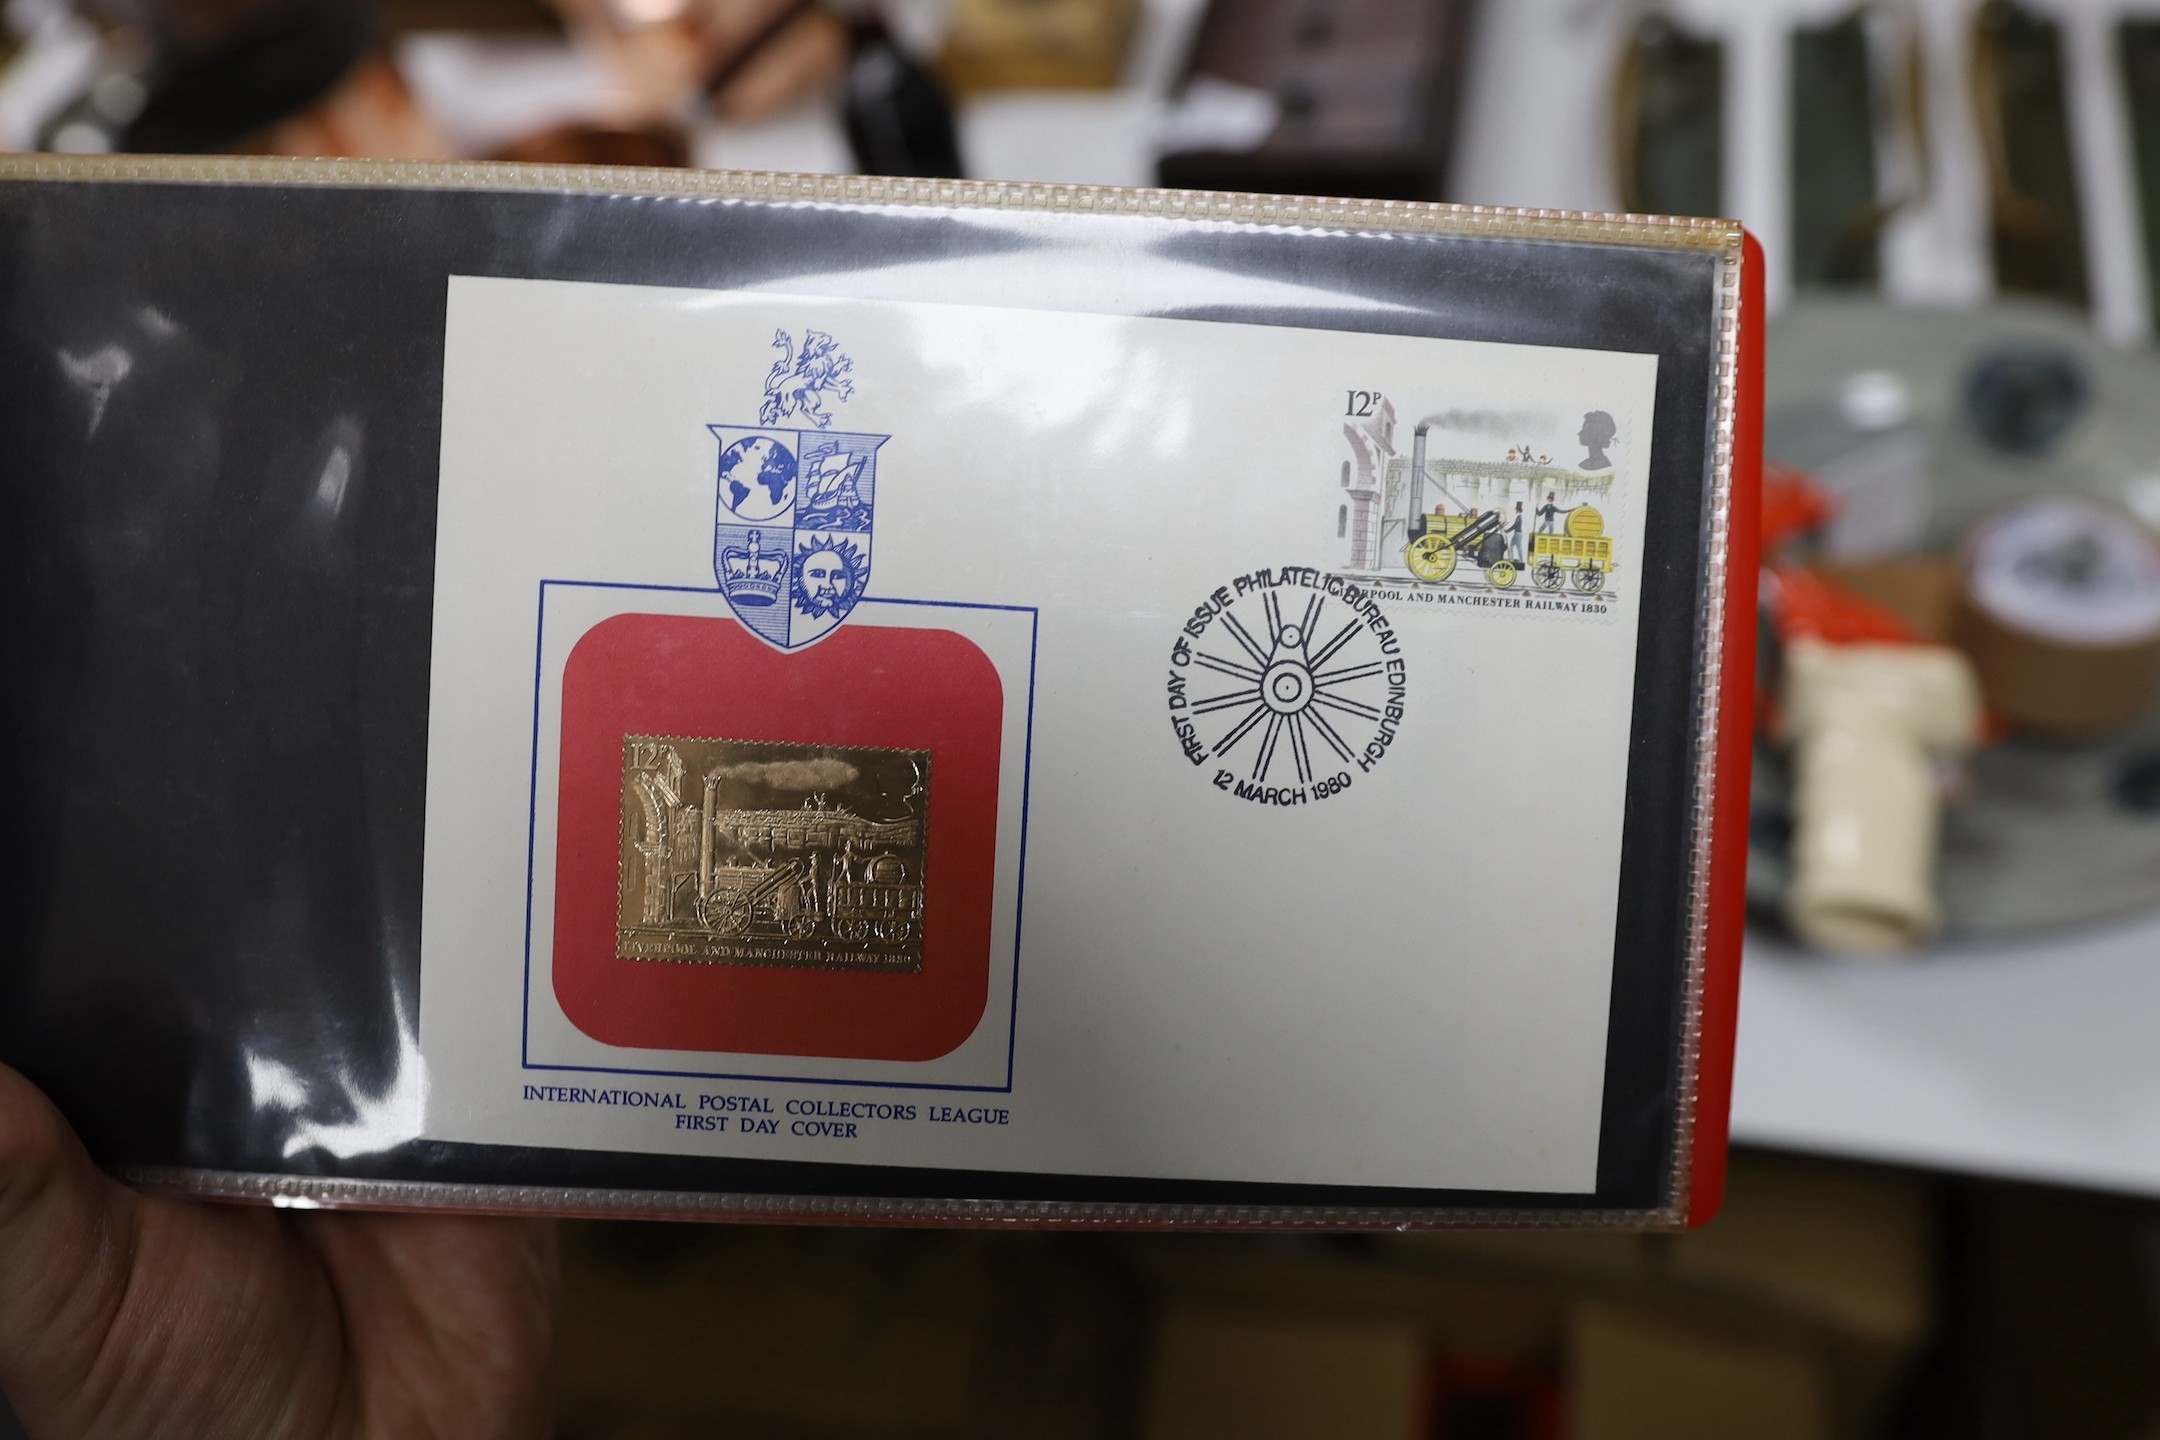 12P
LIVERPOOL AND MANCHESTER RAILWAY 1830
FIRST DAY OF ISSUE PHILATELIC BUREAU EDINBURGH
12 MARCH 1980
12P
LIVERPOOL AND MANCHESTER RAILWAY 1830
INTERNATIONAL POSTAL COLLECTORS LEAGUE
FIRST DAY COVER